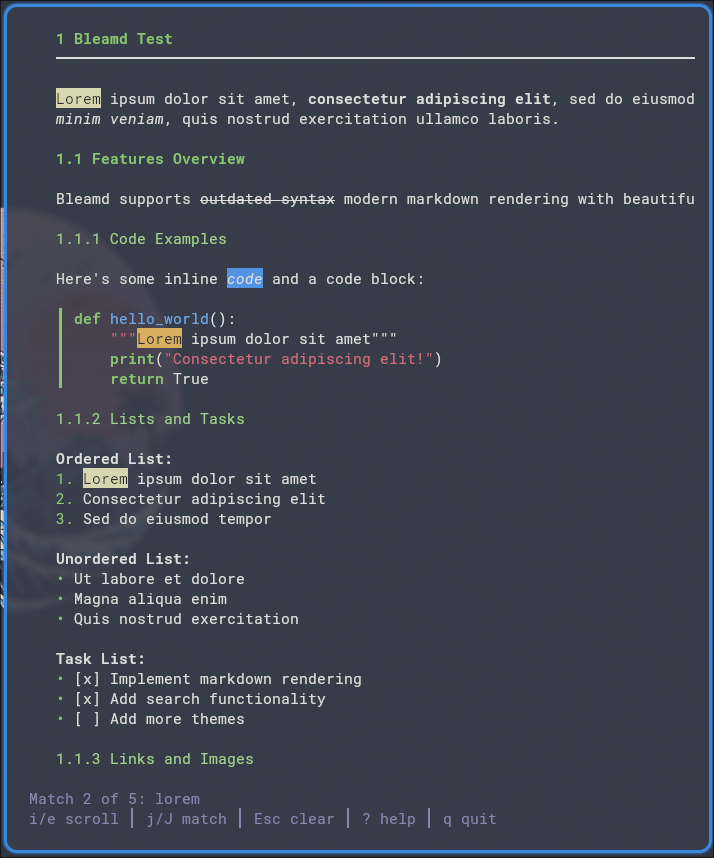 1 Bleamd Test
Lorem ipsum dolor sit amet, consectetur adipiscing elit, sed do eiusmod
minim veniam, quis nostrud exercitation ullamco laboris.
1.1 Features Overview
Bleamd supports outdated syntax modern markdown rendering with beautifu
1.1.1 Code Examples
Here's some inline code and a code block:
def hello_world():
"""Lorem ipsum dolor sit amet"""
print("Consectetur adipiscing elit!")
return True
1.1.2 Lists and Tasks
Ordered List:
1. Lorem ipsum dolor sit amet
2. Consectetur adipiscing elit
3. Sed do eiusmod tempor
Unordered List:
• Ut labore et dolore
• Magna aliqua enim
• Quis nostrud exercitation
Task List:
• [x] Implement markdown rendering
• [x] Add search functionality
• [ ] Add more themes
1.1.3 Links and Images
Match 2 of 5: lorem
i/e scroll | j/J match | Esc clear | ? help | q quit